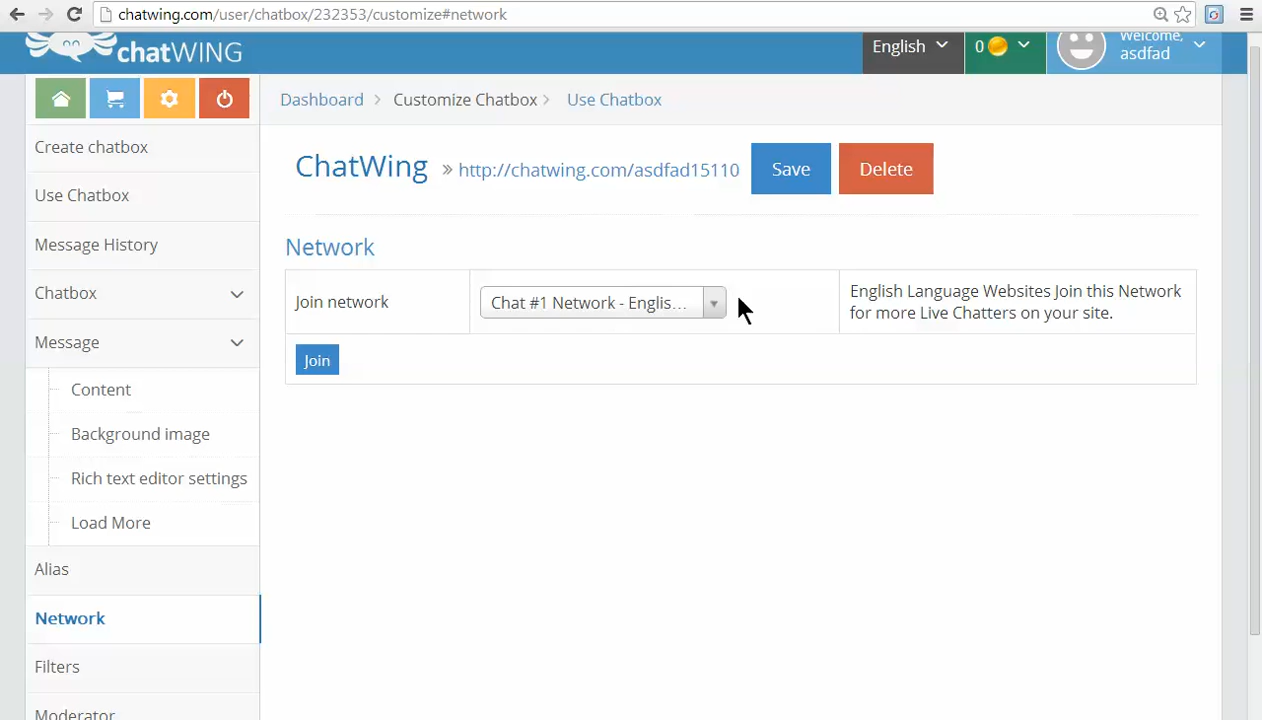 chatwing.com/user/chatbox/232353/customize#network
chatWING
English
0
Welcome,
asdfad
Dashboard
Customize Chatbox
Use Chatbox
Create chatbox
Use Chatbox
Message History
Chatbox
Message
Content
Background image
Rich text editor settings
Load More
Alias
Network
Filters
Moderator
ChatWing » http://chatwing.com/asdfad15110 Save Delete
Network
Join network
Chat #1 Network - Englis...
English Language Websites Join this Network
for more Live Chatters on your site.
Join